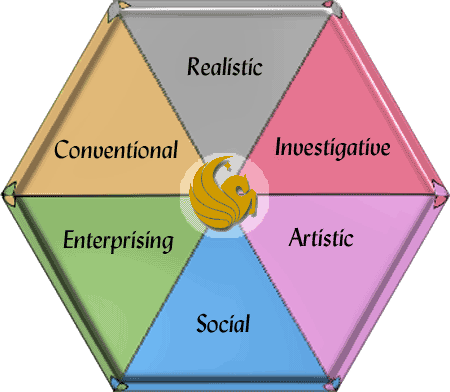 Realistic
Conventional
Investigative
Enterprising
Artistic
Social